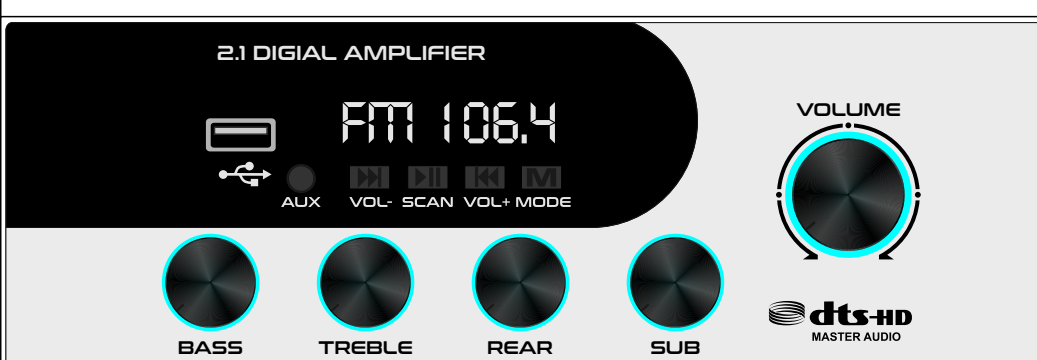 2.1 DIGIAL AMPLIFIER
FM 106.4
VOLUME
M
AUX VOL- SCAN VOL+ MODE
dts-HD
MASTER AUDIO
BASS TREBLE REAR SUB